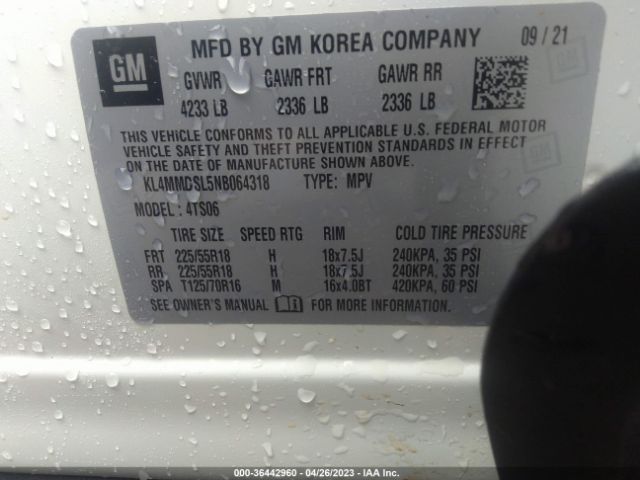 GM
MFD BY GM KOREA COMPANY 09 / 21
GVWR GAWR FRT GAWR RR
4233 LB 2336 LB 2336 LB
THIS VEHICLE CONFORMS TO ALL APPLICABLE U.S. FEDERAL MOTOR
VEHICLE SAFETY AND THEFT PREVENTION STANDARDS IN EFFECT
ON THE DATE OF MANUFACTURE SHOWN ABOVE.
KL4MMDSL5NB064318 TYPE: MPV
MODEL : 4TS06
TIRE SIZE SPEED RTG RIM COLD TIRE PRESSURE
FRT 225/55R18 H 18x7.5J 240KPA, 35 PSI
RR 225/55R18 H 18x7.5J 240KPA, 35 PSI
SPA T125/70R16 M 16x4.0BT 420KPA, 60 PSI
SEE OWNER'S MANUAL FOR MORE INFORMATION
000-36442960 - 04/26/2023 - IAA Inc.